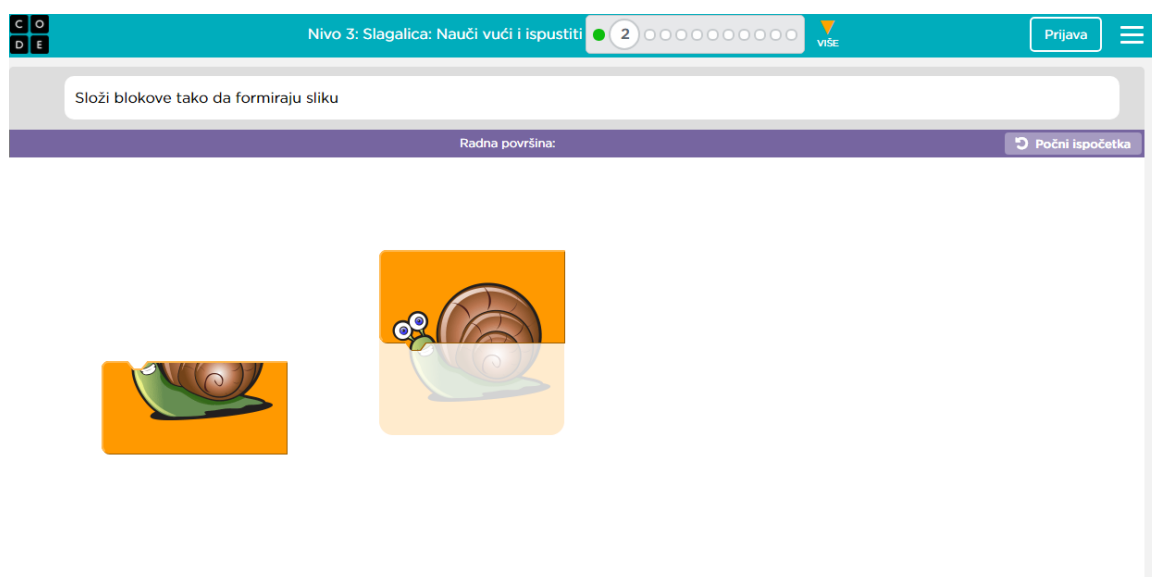 C O
D E
Nivo 3: Slagalica: Nauči vući i ispustiti
2
VIŠE
Prijava
Složi blokove tako da formiraju sliku
Radna površina:
Počni ispočetka